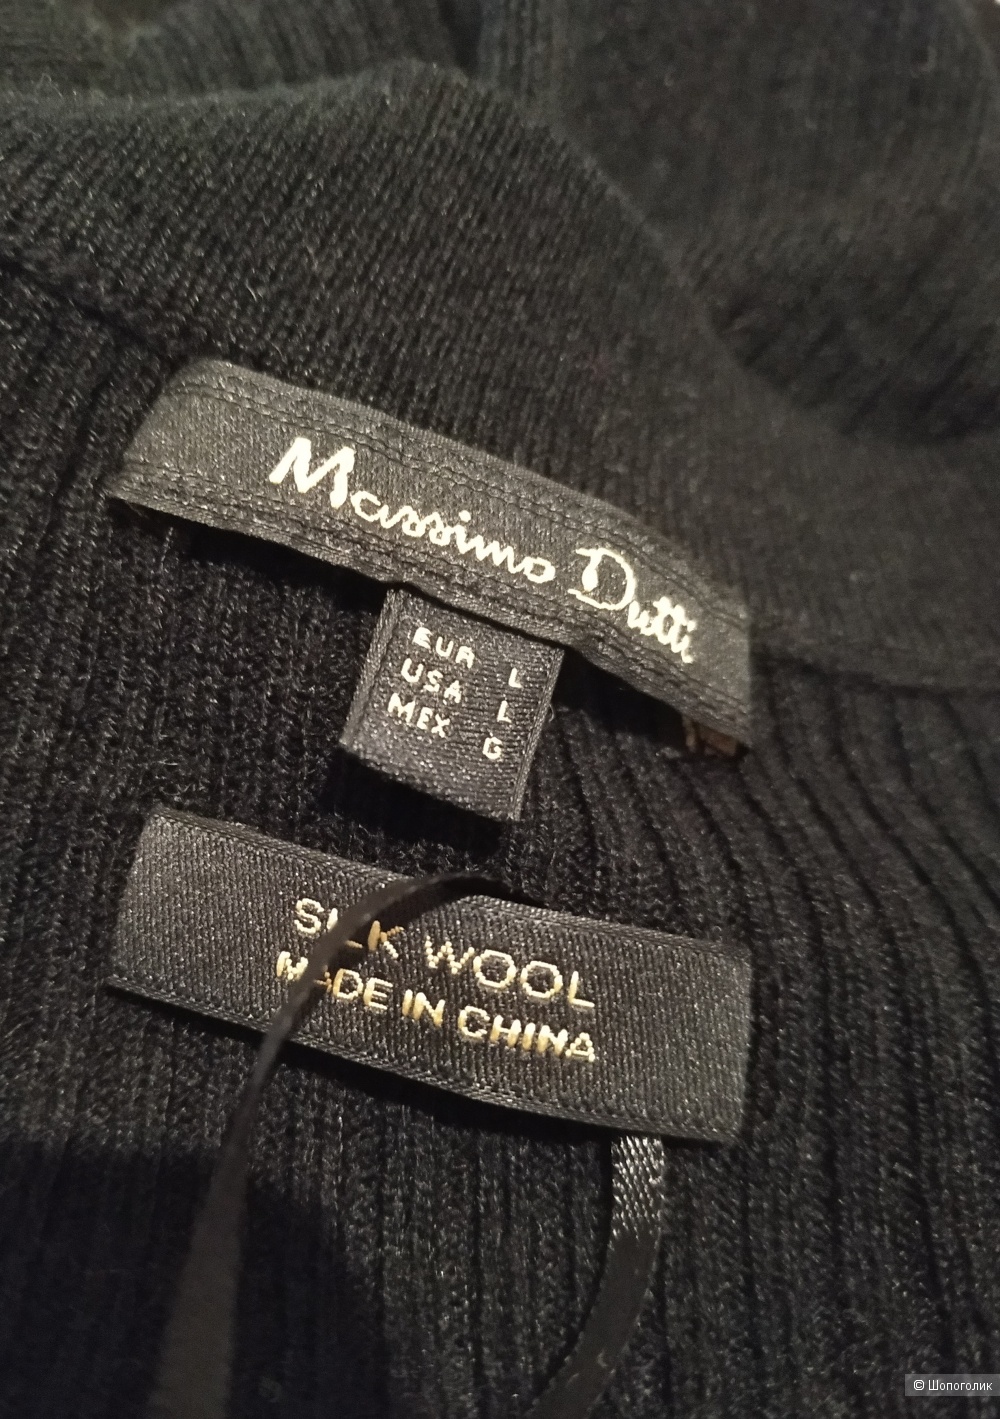 Massimo Dutti
EUR L
USA L
MEX G
SILK WOOL
MADE IN CHINA
© Шопоголик